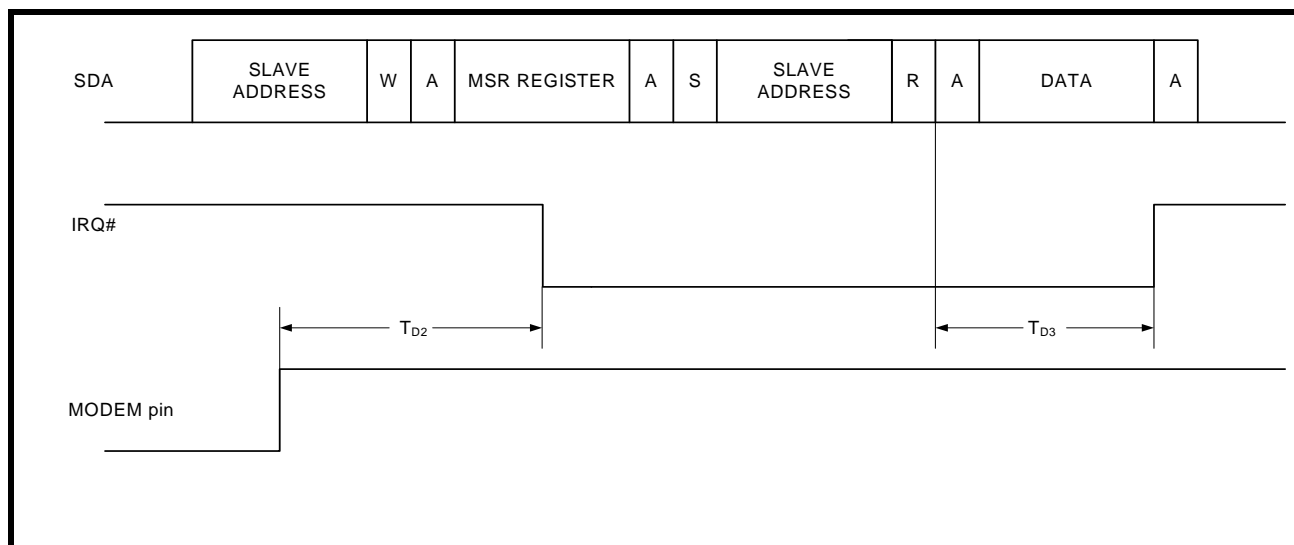 SDA
SLAVE
ADDRESS
W
A
MSR REGISTER
A
S
SLAVE
ADDRESS
R
A
DATA
A
IRQ#
TD2
TD3
MODEM pin